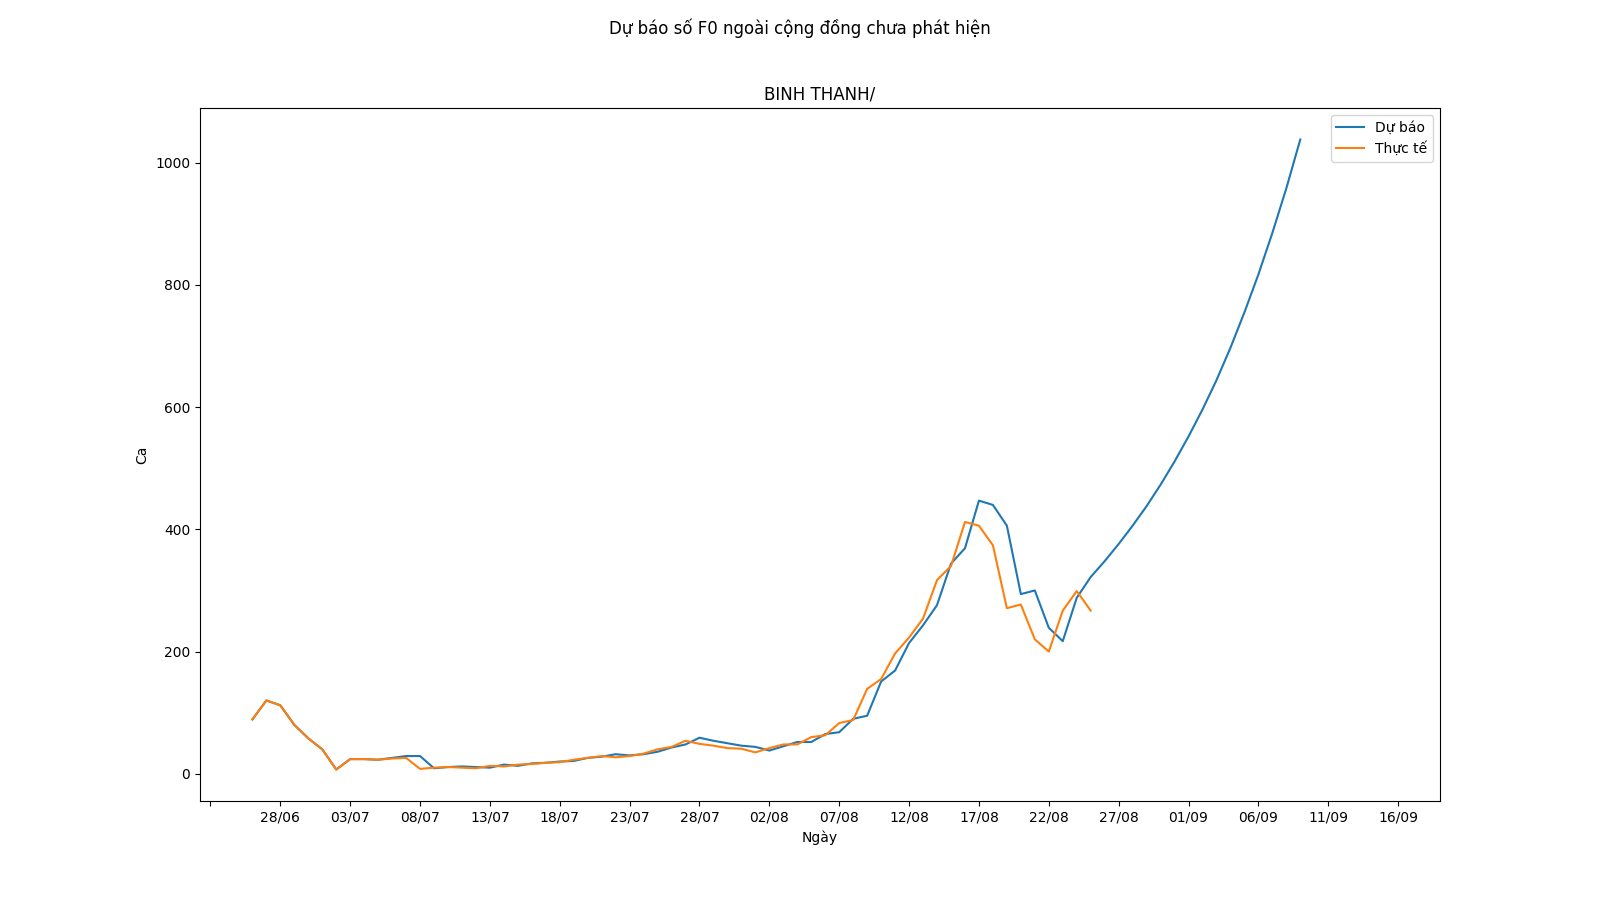 Dự báo số F0 ngoài cộng đồng chưa phát hiện
BINH THANH/
Dự báo
Thực tế
1000
800
600
400
200
0
Ca
28/06 03/07 08/07 13/07 18/07 23/07 28/07 02/08 07/08 12/08 17/08 22/08 27/08 01/09 06/09 11/09 16/09
Ngày